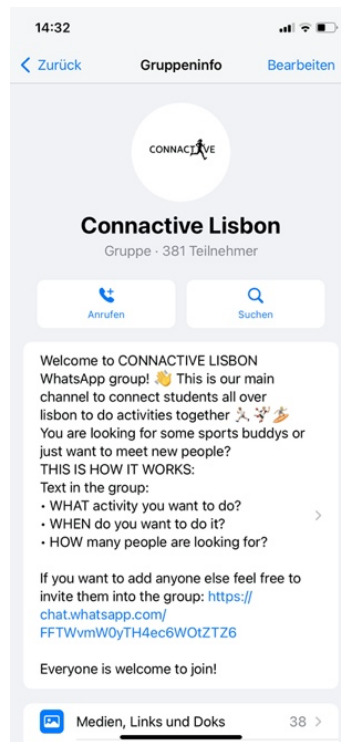 14:32
Zurück Gruppeninfo Bearbeiten
CONNACTIVE
Connactive Lisbon
Gruppe · 381 Teilnehmer
Anrufen Suchen
Welcome to CONNACTIVE LISBON
WhatsApp group! 👋 This is our main
channel to connect students all over
lisbon to do activities together 🏃🤾🏄
You are looking for some sports buddys or
just want to meet new people?
THIS IS HOW IT WORKS:
Text in the group:
• WHAT activity you want to do?
• WHEN do you want to do it?
• HOW many people are looking for?
If you want to add anyone else feel free to
invite them into the group: https://
chat.whatsapp.com/
FFTWvmW0yTH4ec6WOtZTZ6
Everyone is welcome to join!
Medien, Links und Doks 38